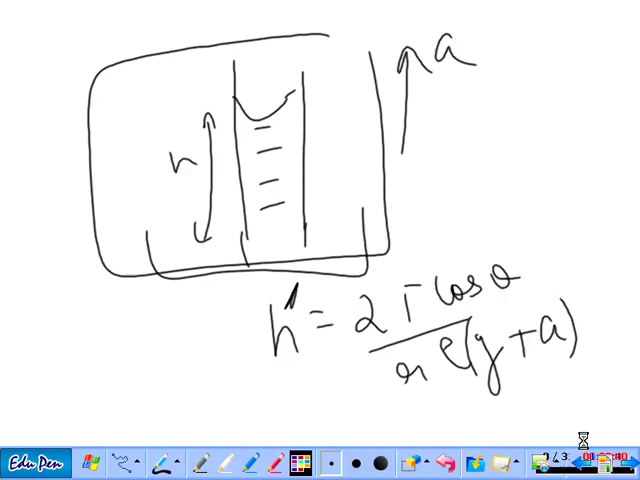 a
h
h' = 2T cos θ
r ρ(g + a)
Edu Pen